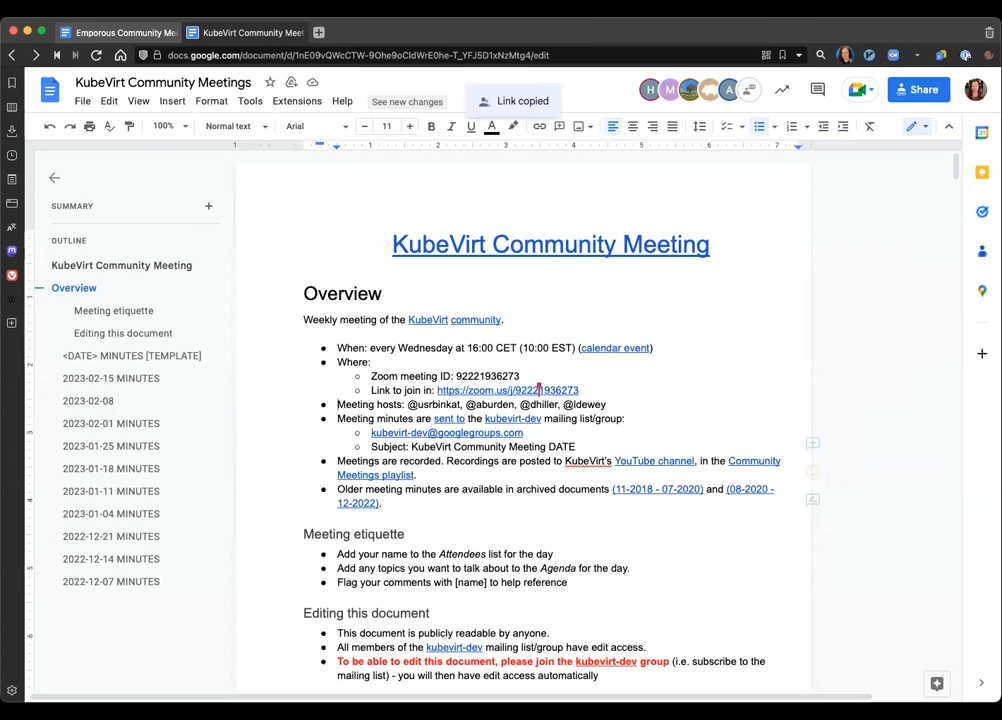 Emporous Community Me
KubeVirt Community Meet
docs.google.com/document/d/1nE09vQWcCTW-9Ohe9oCIdWrE0he-T_YFJ5D1xNzMtg4/edit
KubeVirt Community Meetings
Link copied
Share
File Edit View Insert Format Tools Extensions Help See new changes
100% Normal text Arial 11
1 1 2 3 4 5 6 7
SUMMARY
OUTLINE
KubeVirt Community Meeting
Overview
Meeting etiquette
Editing this document
<DATE> MINUTES [TEMPLATE]
2023-02-15 MINUTES
2023-02-08
2023-02-01 MINUTES
2023-01-25 MINUTES
2023-01-18 MINUTES
2023-01-11 MINUTES
2023-01-04 MINUTES
2022-12-21 MINUTES
2022-12-14 MINUTES
2022-12-07 MINUTES
KubeVirt Community Meeting
Overview
Weekly meeting of the KubeVirt community.
● When: every Wednesday at 16:00 CET (10:00 EST) (calendar event)
● Where:
○ Zoom meeting ID: 92221936273
○ Link to join in: https://zoom.us/j/92221936273
● Meeting hosts: @usrbinkat, @aburden, @dhiller, @ldewey
● Meeting minutes are sent to the kubevirt-dev mailing list/group:
○ kubevirt-dev@googlegroups.com
○ Subject: KubeVirt Community Meeting DATE
● Meetings are recorded. Recordings are posted to KubeVirt's YouTube channel, in the Community
Meetings playlist.
● Older meeting minutes are available in archived documents (11-2018 - 07-2020) and (08-2020 -
12-2022).
Meeting etiquette
● Add your name to the Attendees list for the day
● Add any topics you want to talk about to the Agenda for the day.
● Flag your comments with [name] to help reference
Editing this document
● This document is publicly readable by anyone.
● All members of the kubevirt-dev mailing list/group have edit access.
● To be able to edit this document, please join the kubevirt-dev group (i.e. subscribe to the
mailing list) - you will then have edit access automatically